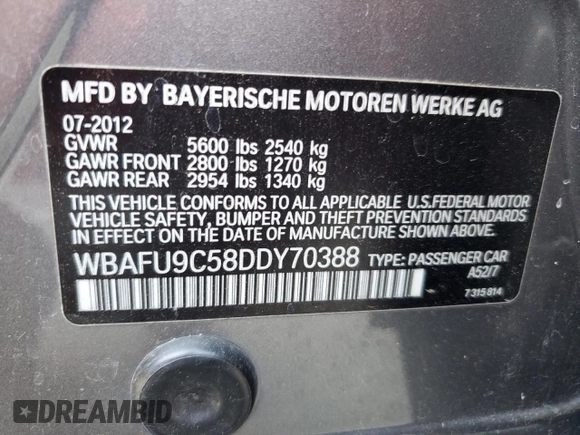 MFD BY BAYERISCHE MOTOREN WERKE AG
07-2012
GVWR 5600 lbs 2540 kg
GAWR FRONT 2800 lbs 1270 kg
GAWR REAR 2954 lbs 1340 kg
THIS VEHICLE CONFORMS TO ALL APPLICABLE U.S.FEDERAL MOTOR
VEHICLE SAFETY, BUMPER AND THEFT PREVENTION STANDARDS
IN EFFECT ON THE DATE OF MANUFACTURE SHOWN ABOVE.
WBAFU9C58DDY70388 TYPE: PASSENGER CAR
A52/7
7 315 814
DREAMBID